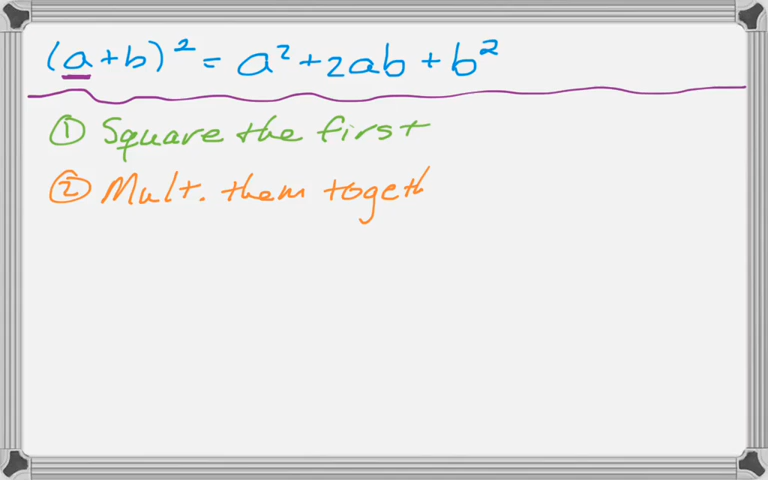 (a+b)² = a² + 2ab + b²
① Square the first
② Mult. them togeth